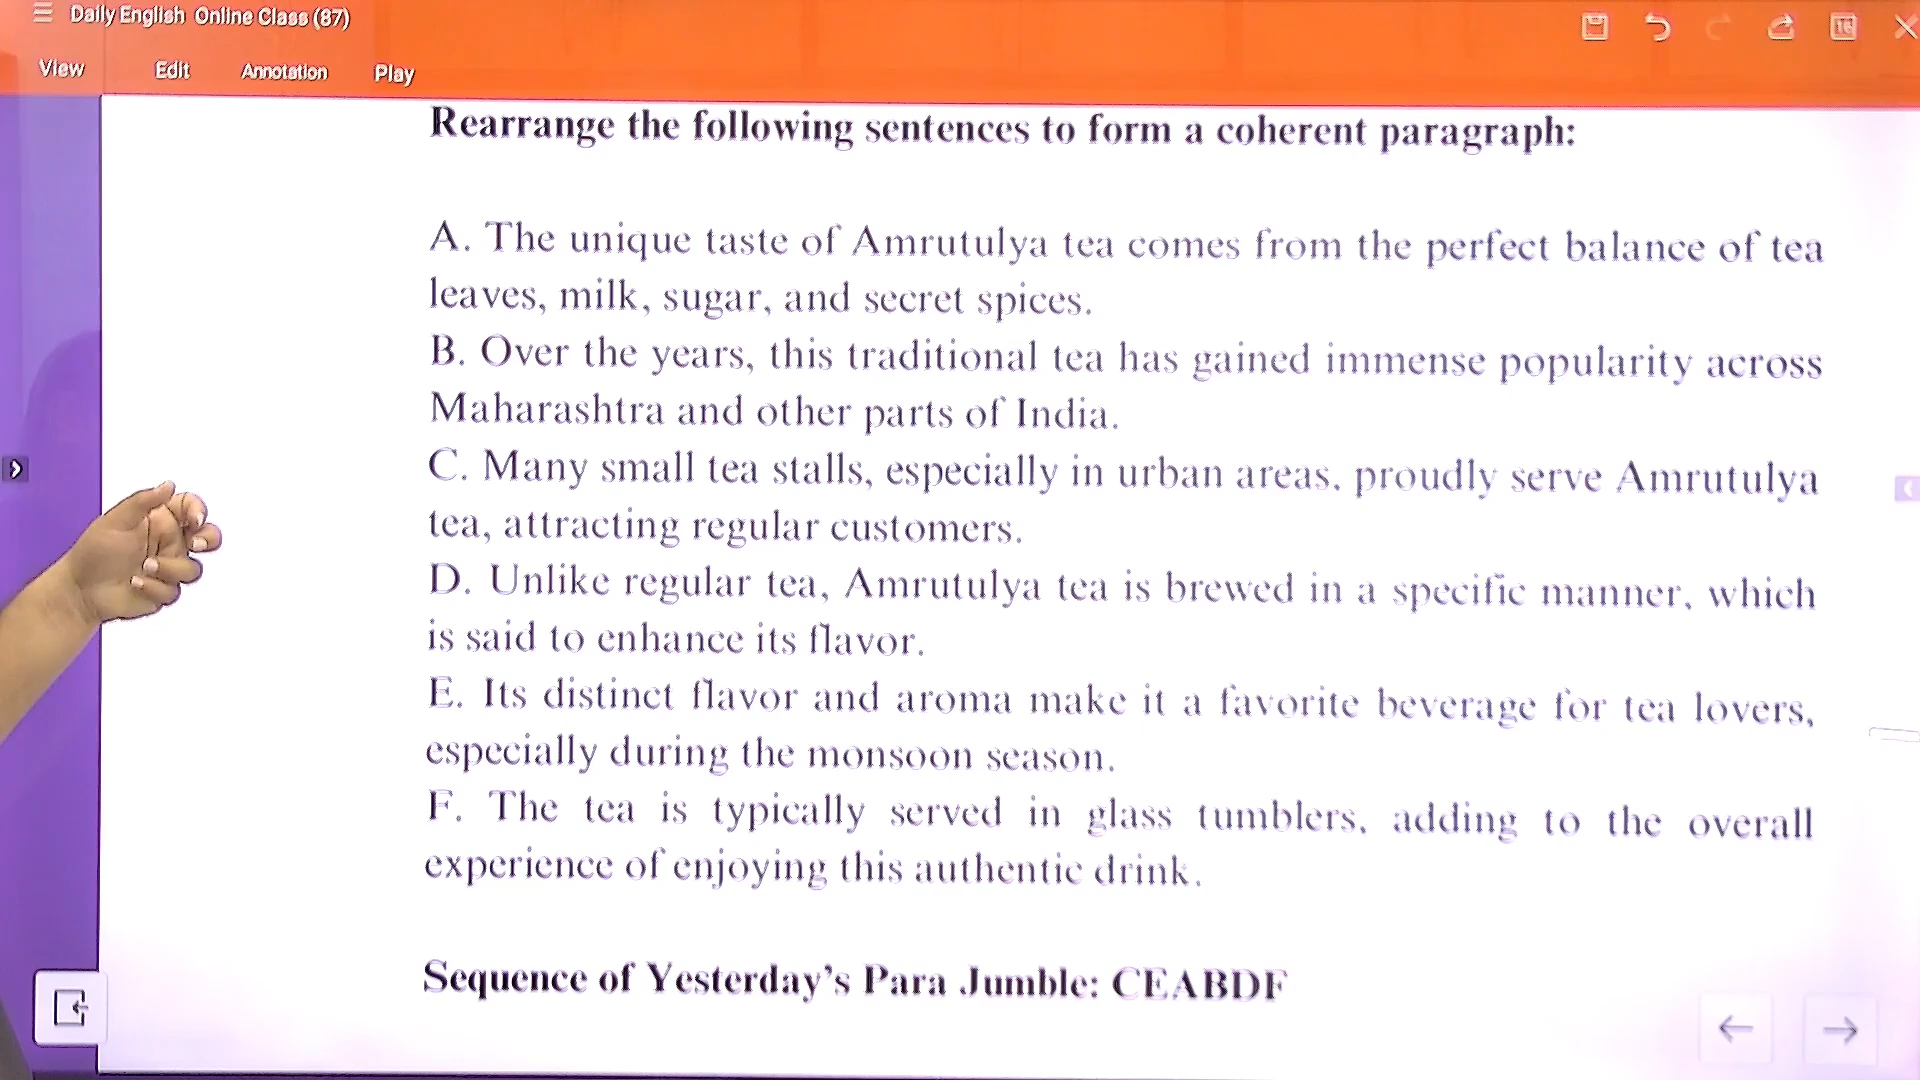 Daily English Online Class (87)
View Edit Annotation Play
16
Rearrange the following sentences to form a coherent paragraph:
A. The unique taste of Amrutulya tea comes from the perfect balance of tea
leaves, milk, sugar, and secret spices.
B. Over the years, this traditional tea has gained immense popularity across
Maharashtra and other parts of India.
C. Many small tea stalls, especially in urban areas, proudly serve Amrutulya
tea, attracting regular customers.
D. Unlike regular tea, Amrutulya tea is brewed in a specific manner, which
is said to enhance its flavor.
E. Its distinct flavor and aroma make it a favorite beverage for tea lovers,
especially during the monsoon season.
F. The tea is typically served in glass tumblers, adding to the overall
experience of enjoying this authentic drink.
Sequence of Yesterday's Para Jumble: CEABDF